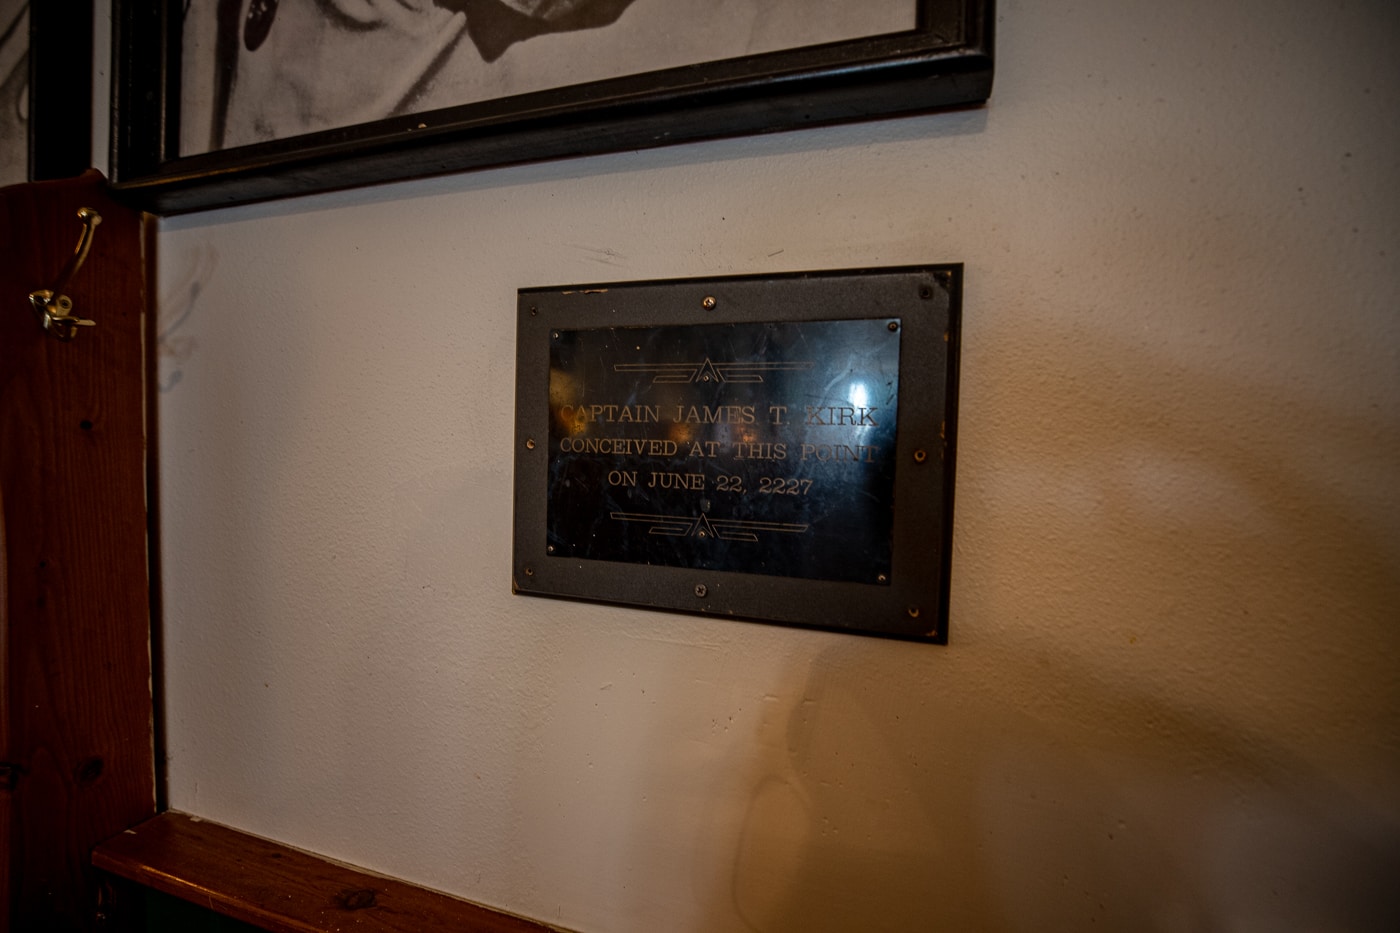 CAPTAIN JAMES T. KIRK
CONCEIVED AT THIS POINT
ON JUNE 22, 2227